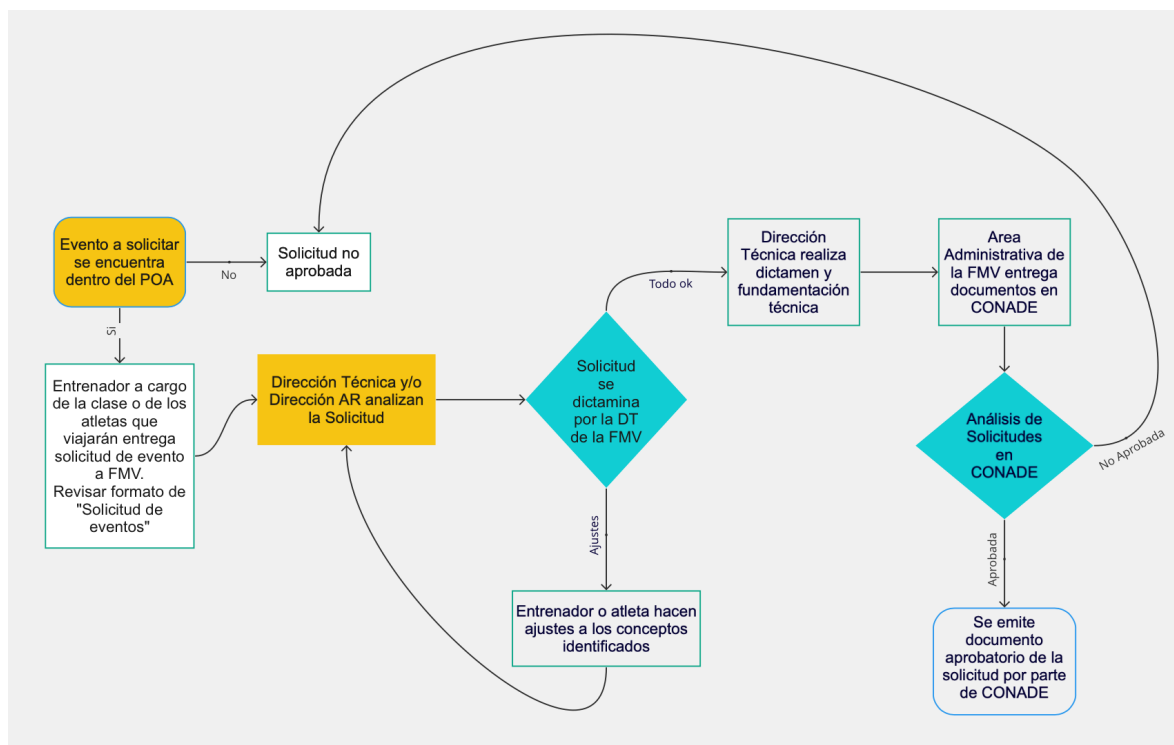 Evento a solicitar
se encuentra
dentro del POA
No
Solicitud no
aprobada
Si
Entrenador a cargo
de la clase o de los
atletas que
viajarán entrega
solicitud de evento
a FMV.
Revisar formato de
"Solicitud de
eventos"
Dirección Técnica y/o
Dirección AR analizan
la Solicitud
Solicitud
se
dictamina
por la DT
de la FMV
Todo ok
Dirección
Técnica realiza
dictamen y
fundamentación
técnica
Area
Administrativa de
la FMV entrega
documentos en
CONADE
Análisis de
Solicitudes
en
CONADE
No Aprobada
Ajustes
Entrenador o atleta hacen
ajustes a los conceptos
identificados
Aprobada
Se emite
documento
aprobatorio de la
solicitud por parte
de CONADE